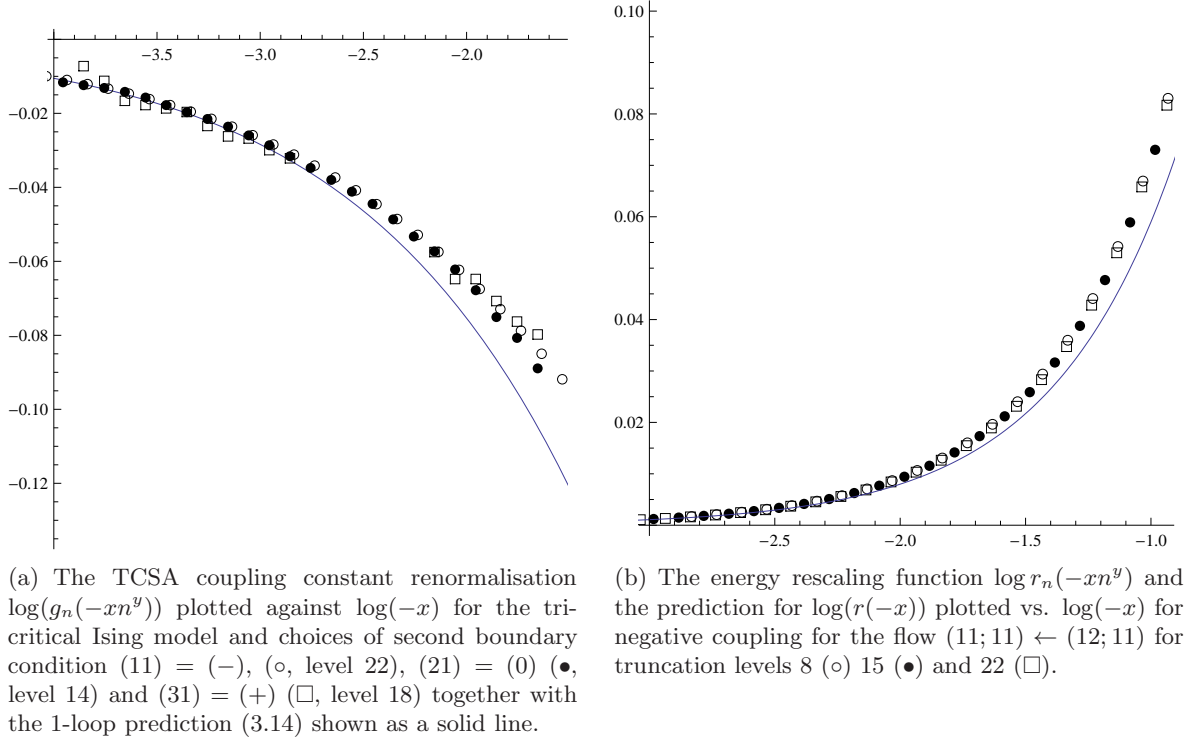 −3.5 −3.0 −2.5 −2.0
−0.02
−0.04
−0.06
−0.08
−0.10
−0.12
(a) The TCSA coupling constant renormalisation
log(gₙ(−xnʸ)) plotted against log(−x) for the tri-
critical Ising model and choices of second boundary
condition (11) = (−), (○, level 22), (21) = (0) (●,
level 14) and (31) = (+) (□, level 18) together with
the 1-loop prediction (3.14) shown as a solid line.
0.10
0.08
0.06
0.04
0.02
−2.5 −2.0 −1.5 −1.0
(b) The energy rescaling function log rₙ(−xnʸ) and
the prediction for log(r(−x)) plotted vs. log(−x) for
negative coupling for the flow (11; 11) ← (12; 11) for
truncation levels 8 (○) 15 (●) and 22 (□).